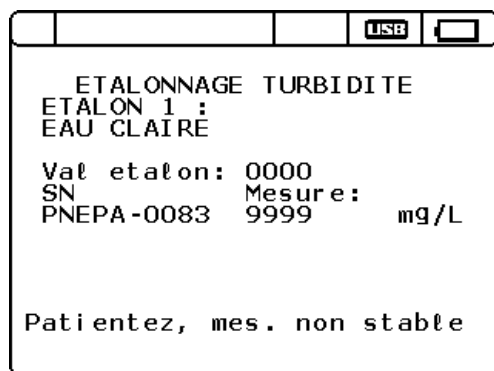 USB
ETALONNAGE TURBIDITE
ETALON 1 :
EAU CLAIRE
Val etalon: 0000
SN Mesure:
PNEPA-0083 9999 mg/L
Patientez, mes. non stable